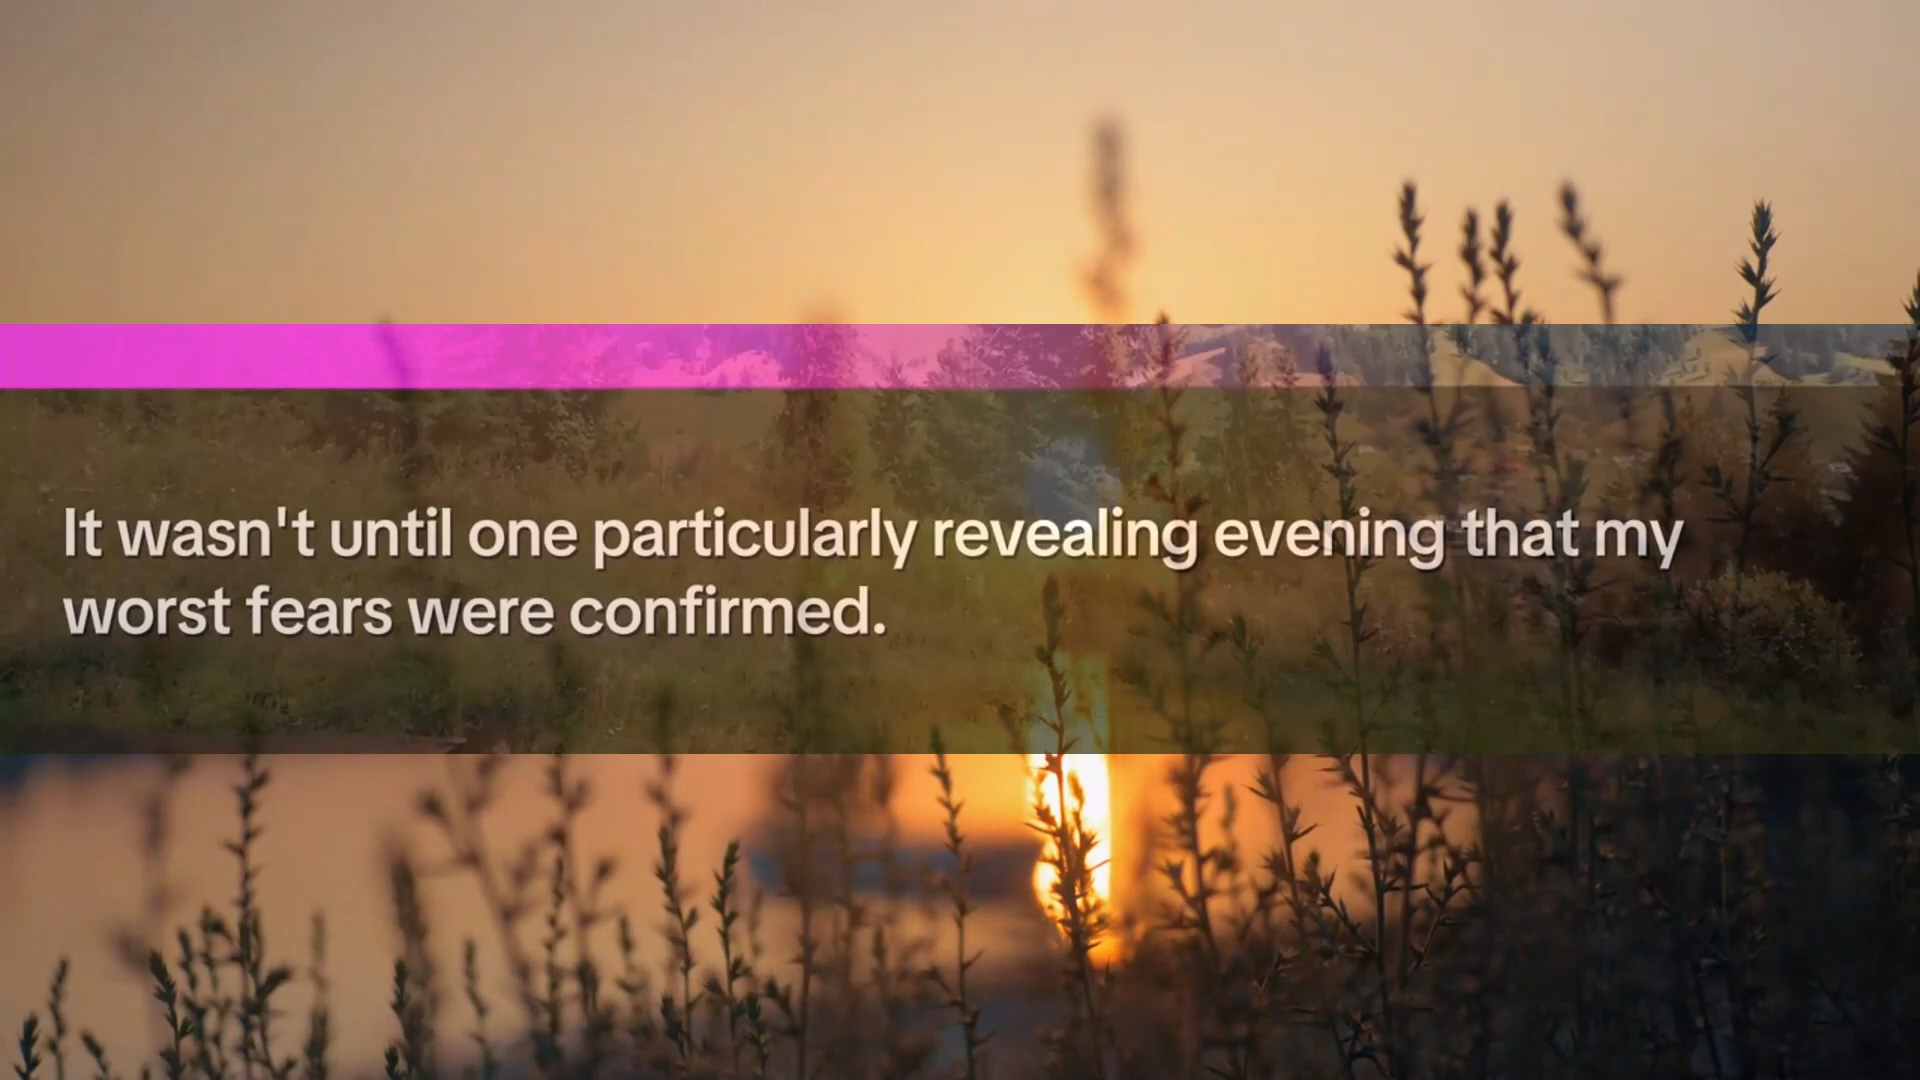 It wasn't until one particularly revealing evening that my
worst fears were confirmed.